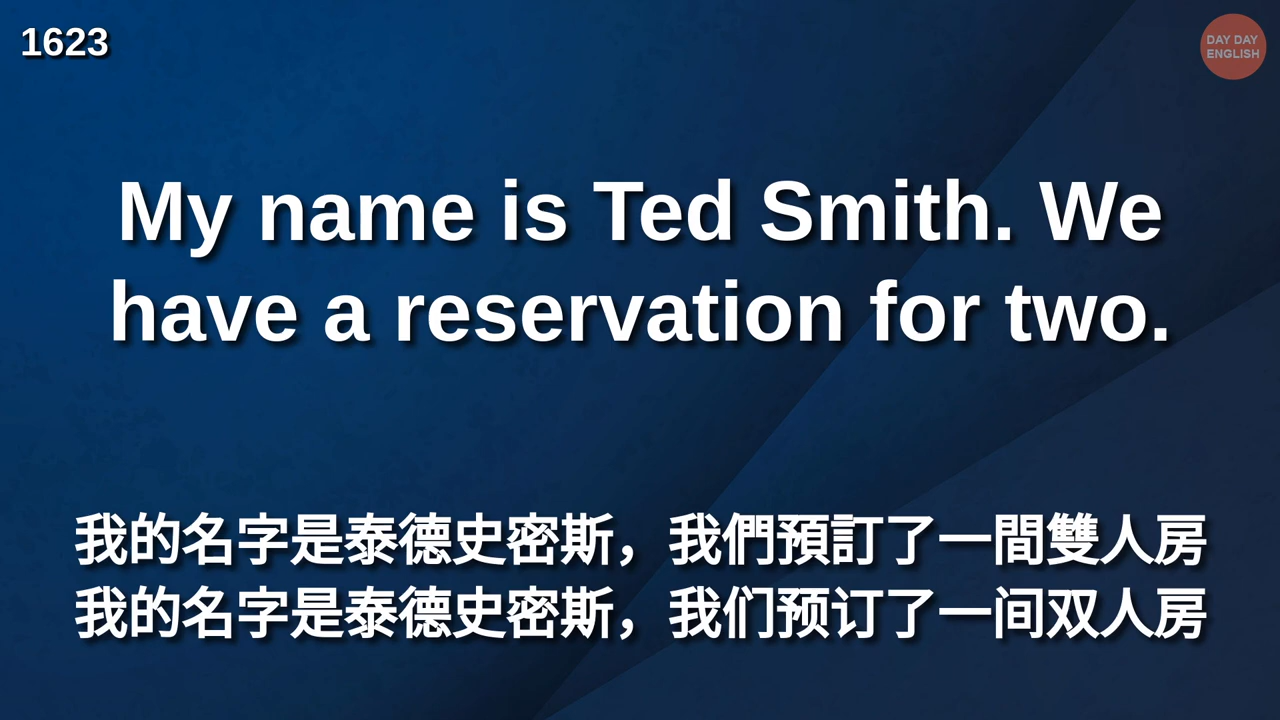 1623
DAY DAY
ENGLISH
My name is Ted Smith. We
have a reservation for two.
我的名字是泰德史密斯，我們預訂了一間雙人房
我的名字是泰德史密斯，我们预订了一间双人房